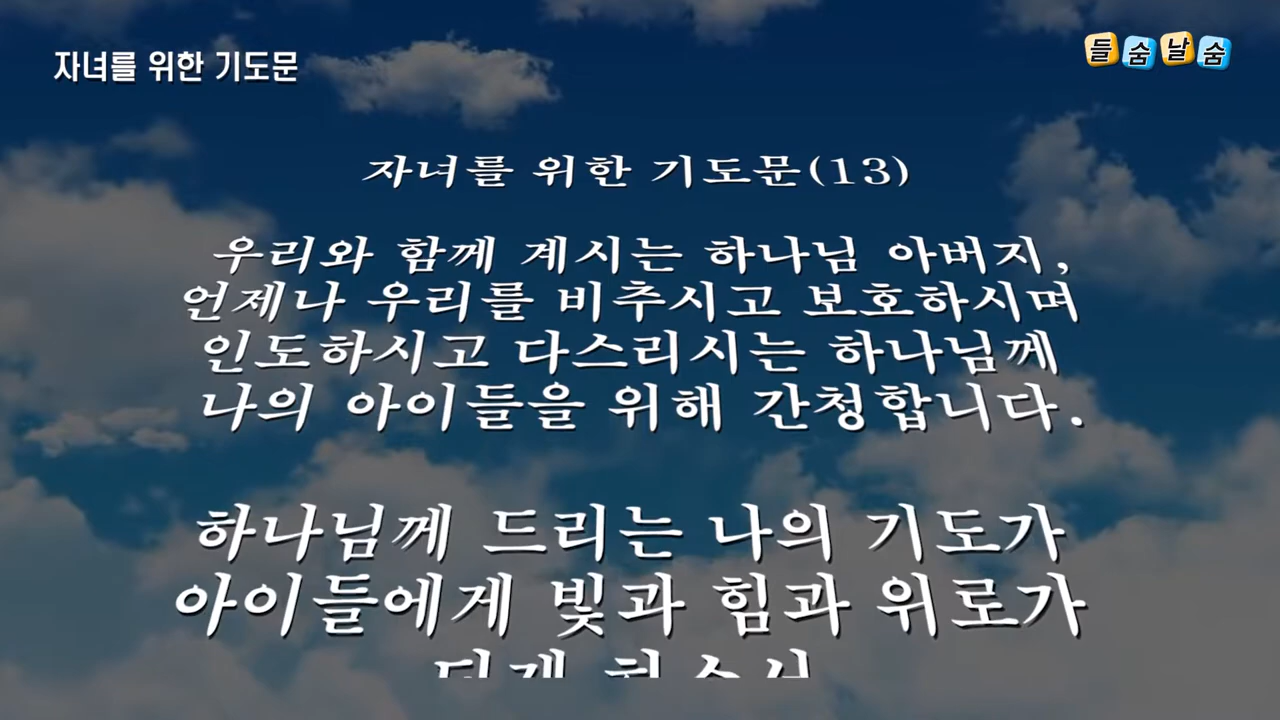 자녀를 위한 기도문
들숨날숨
자녀를 위한 기도문(13)
우리와 함께 계시는 하나님 아버지,
언제나 우리를 비추시고 보호하시며
인도하시고 다스리시는 하나님께
나의 아이들을 위해 간청합니다.
하나님께 드리는 나의 기도가
아이들에게 빛과 힘과 위로가